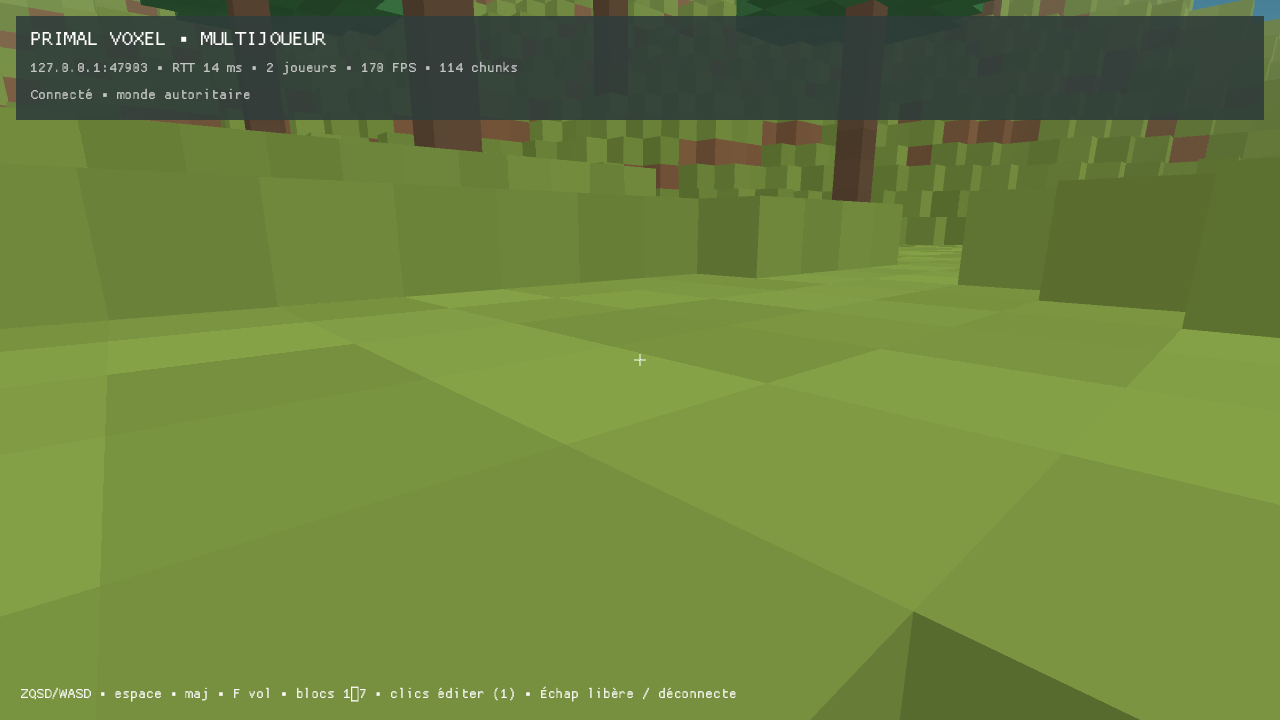 PRIMAL VOXEL ▪ MULTIJOUEUR
127.0.0.1:47903 ▪ RTT 14 ms ▪ 2 joueurs ▪ 170 FPS ▪ 114 chunks
Connecté ▪ monde autoritaire
ZQSD/WASD ▪ espace ▪ maj ▪ F vol ▪ blocs 1▯7 ▪ clics éditer (1) ▪ Échap libère / déconnecte